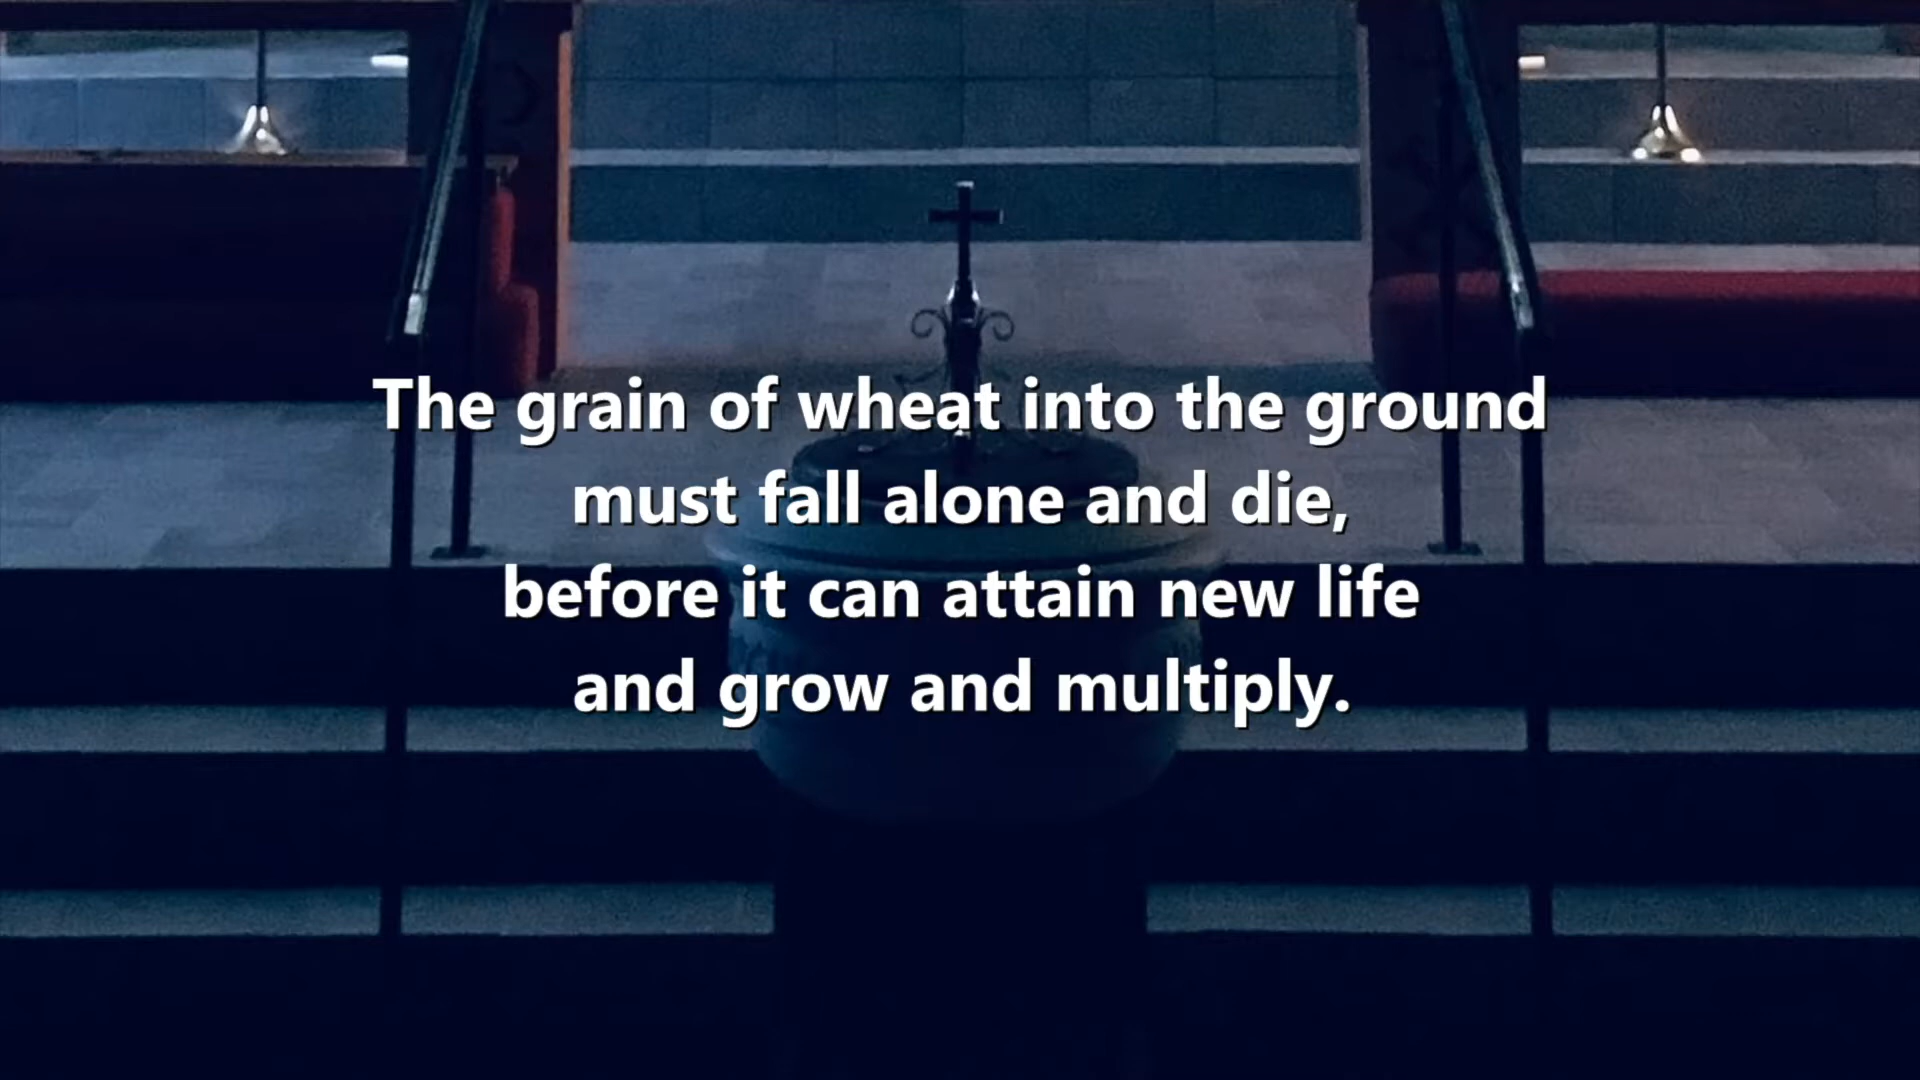 The grain of wheat into the ground
must fall alone and die,
before it can attain new life
and grow and multiply.